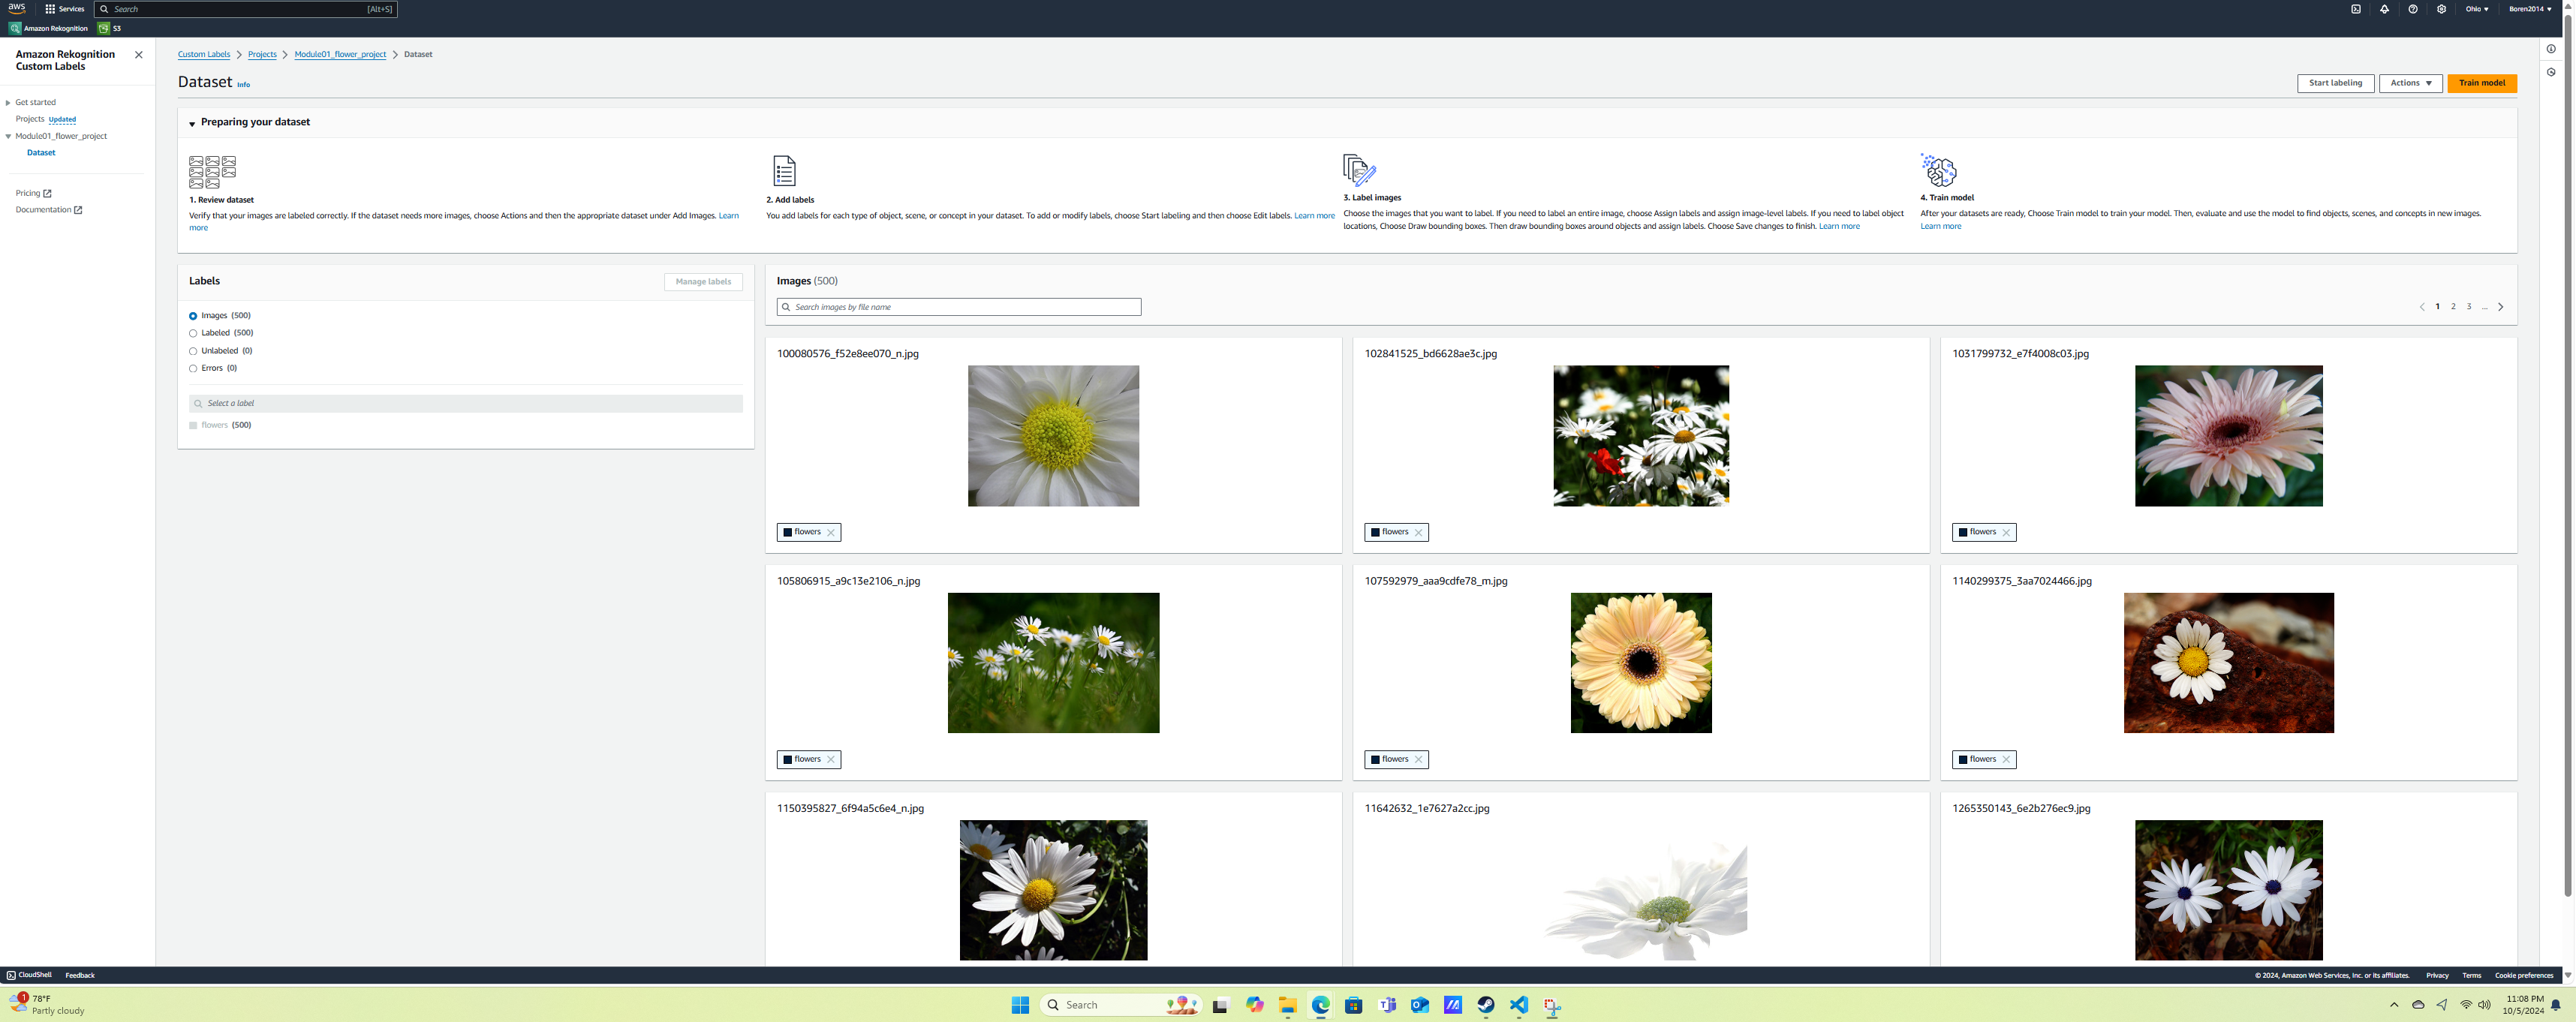 aws
Services
Search
[Alt+S]
Ohio
Boren2014
Amazon Rekognition
S3
Amazon Rekognition
Custom Labels
Get started
Projects Updated
Module01_flower_project
Dataset
Pricing
Documentation
Custom Labels
Projects
Module01_flower_project
Dataset
Dataset Info
Start labeling
Actions
Train model
Preparing your dataset
1. Review dataset
Verify that your images are labeled correctly. If the dataset needs more images, choose Actions and then the appropriate dataset under Add Images. Learn
more
2. Add labels
You add labels for each type of object, scene, or concept in your dataset. To add or modify labels, choose Start labeling and then choose Edit labels. Learn more
3. Label images
Choose the images that you want to label. If you need to label an entire image, choose Assign labels and assign image-level labels. If you need to label object
locations, Choose Draw bounding boxes. Then draw bounding boxes around objects and assign labels. Choose Save changes to finish. Learn more
4. Train model
After your datasets are ready, Choose Train model to train your model. Then, evaluate and use the model to find objects, scenes, and concepts in new images.
Learn more
Labels
Manage labels
Images (500)
Labeled (500)
Unlabeled (0)
Errors (0)
Select a label
flowers (500)
Images (500)
Search images by file name
1 2 3 ...
100080576_f52e8ee070_n.jpg
102841525_bd6628ae3c.jpg
1031799732_e7f4008c03.jpg
flowers
flowers
flowers
105806915_a9c13e2106_n.jpg
107592979_aaa9cdfe78_m.jpg
1140299375_3aa7024466.jpg
flowers
flowers
flowers
1150395827_6f94a5c6e4_n.jpg
11642632_1e7627a2cc.jpg
1265350143_6e2b276ec9.jpg
CloudShell
Feedback
© 2024, Amazon Web Services, Inc. or its affiliates.
Privacy
Terms
Cookie preferences
1
78°F
Partly cloudy
Search
11:08 PM
10/5/2024